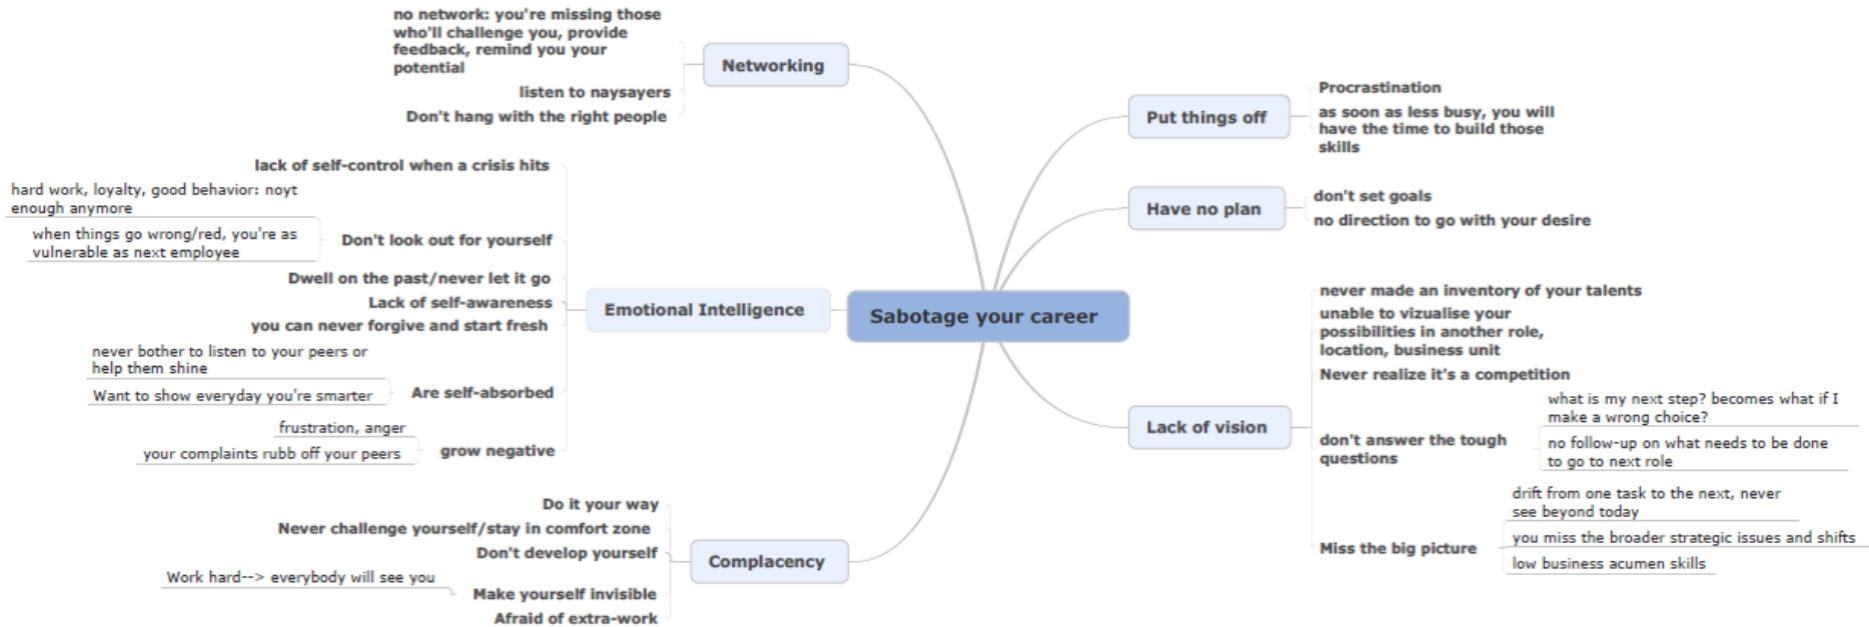 Sabotage your career
Networking
no network: you're missing those
who'll challenge you, provide
feedback, remind you your
potential
listen to naysayers
Don't hang with the right people
Emotional Intelligence
lack of self-control when a crisis hits
Don't look out for yourself
hard work, loyalty, good behavior: noyt
enough anymore
when things go wrong/red, you're as
vulnerable as next employee
Dwell on the past/never let it go
Lack of self-awareness
you can never forgive and start fresh
Are self-absorbed
never bother to listen to your peers or
help them shine
Want to show everyday you're smarter
grow negative
frustration, anger
your complaints rubb off your peers
Complacency
Do it your way
Never challenge yourself/stay in comfort zone
Don't develop yourself
Make yourself invisible
Work hard--> everybody will see you
Afraid of extra-work
Put things off
Procrastination
as soon as less busy, you will
have the time to build those
skills
Have no plan
don't set goals
no direction to go with your desire
Lack of vision
never made an inventory of your talents
unable to vizualise your
possibilities in another role,
location, business unit
Never realize it's a competition
don't answer the tough
questions
what is my next step? becomes what if I
make a wrong choice?
no follow-up on what needs to be done
to go to next role
Miss the big picture
drift from one task to the next, never
see beyond today
you miss the broader strategic issues and shifts
low business acumen skills